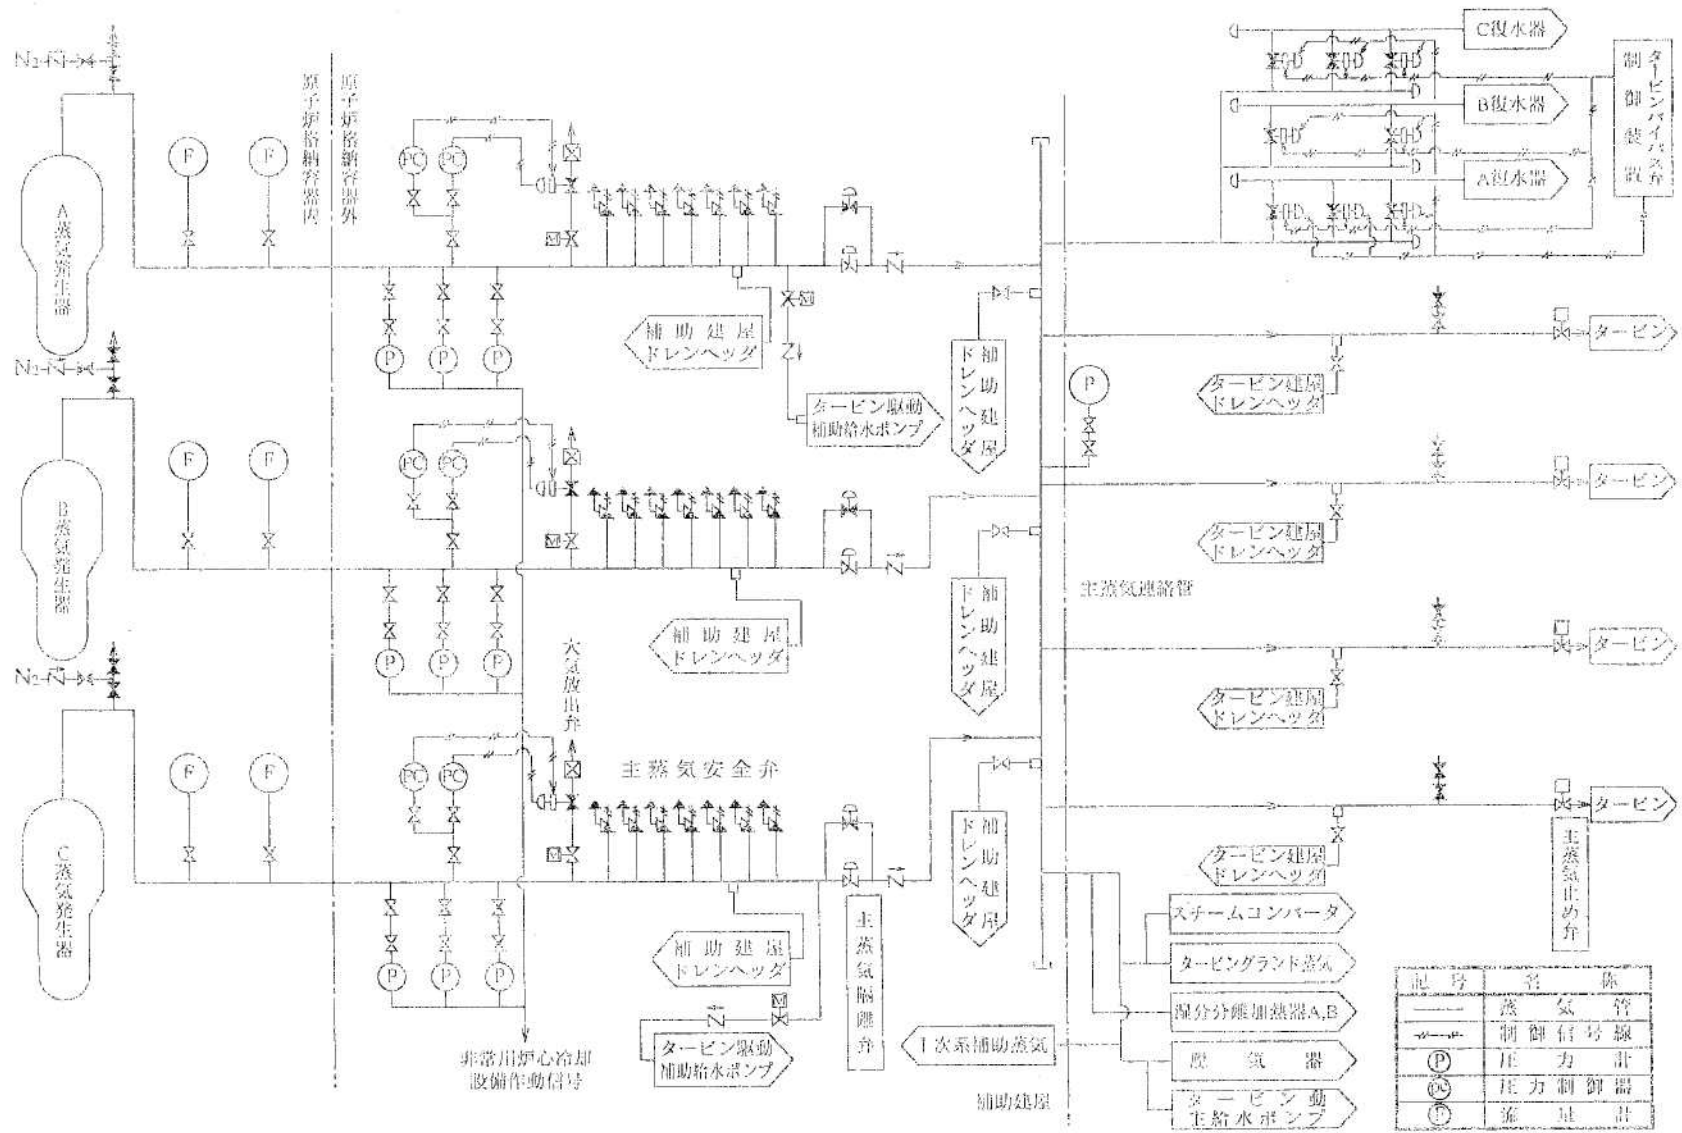 C復水器
B復水器
A復水器
タービンバイパス弁
制御装置
原子炉格納容器内
原子炉格納容器外
N₂
F
F
PC
PC
A蒸気発生器
M
M
補助建屋
ドレンヘッダ
タービン駆動
補助給水ポンプ
補助建屋
ドレンヘッダ
P
P
P
P
タービン
タービン建屋
ドレンヘッダ
N₂
F
F
PC
PC
B蒸気発生器
M
補助建屋
ドレンヘッダ
補助建屋
ドレンヘッダ
P
P
P
主蒸気連絡管
タービン
タービン建屋
ドレンヘッダ
タービン
タービン建屋
ドレンヘッダ
N₂
大気放出弁
主蒸気安全弁
F
F
PC
PC
C蒸気発生器
M
補助建屋
ドレンヘッダ
主蒸気隔離弁
補助建屋
ドレンヘッダ
P
P
P
タービン
タービン建屋
ドレンヘッダ
主蒸気止め弁
M
タービン駆動
補助給水ポンプ
非常用炉心冷却
設備作動信号
スチームコンバータ
タービングランド蒸気
湿分分離加熱器A,B
1次系補助蒸気
脱気器
タービン動
主給水ポンプ
補助建屋
記号 名称
蒸気管
制御信号線
P 圧力計
PC 圧力制御器
F 流量計